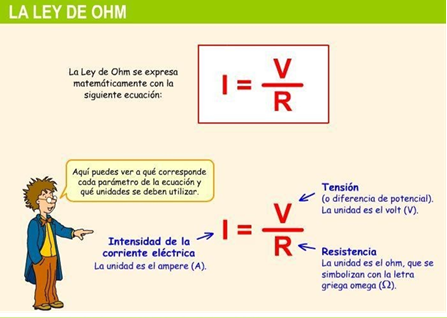 LA LEY DE OHM
La Ley de Ohm se expresa
matemáticamente con la
siguiente ecuación:
I = V
R
Aquí puedes ver a qué corresponde
cada parámetro de la ecuación y
qué unidades se deben utilizar.
Intensidad de la
corriente eléctrica
La unidad es el ampere (A).
I = V
R
Tensión
(o diferencia de potencial).
La unidad es el volt (V).
Resistencia
La unidad es el ohm, que se
simbolizan con la letra
griega omega (Ω).